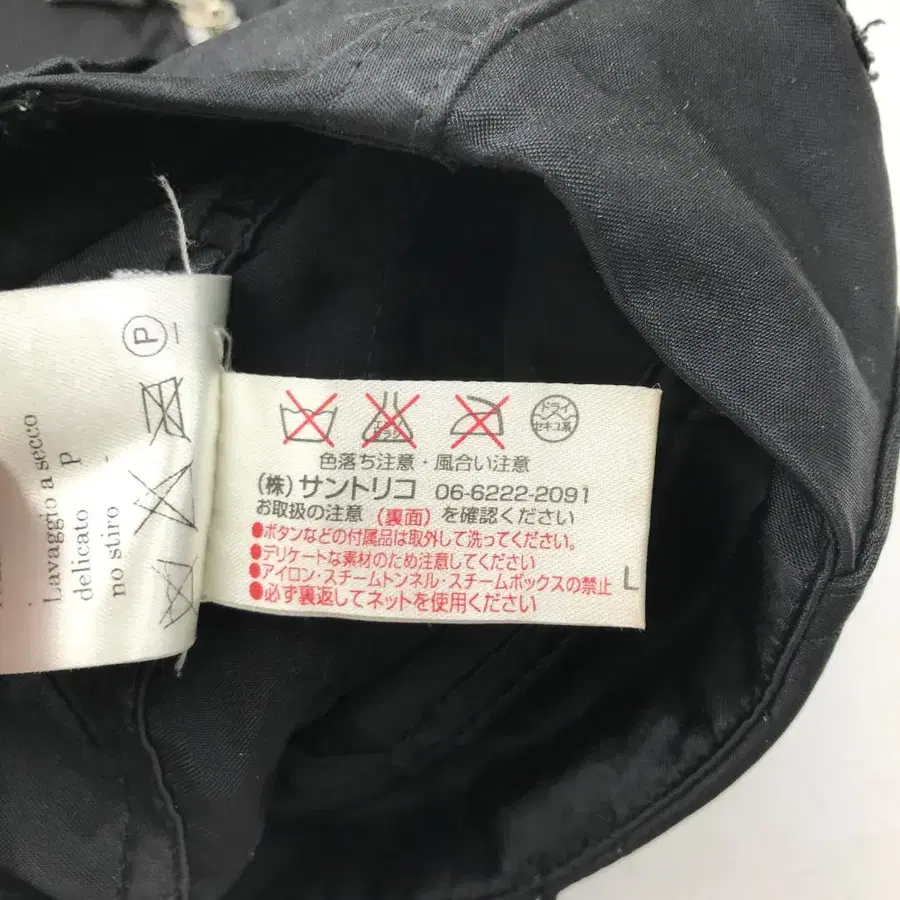 P
Lavaggio a secco
delicato P
no stiro
エンソ
サラシ
ドライ
セキユ系
色落ち注意・風合い注意
(株) サントリコ 06-6222-2091
お取扱の注意 (裏面) を確認ください
●ボタンなどの付属品は取外して洗ってください。
●デリケートな素材のため注意してください
●アイロン・スチームトンネル・スチームボックスの禁止
●必ず裏返してネットを使用ください
L